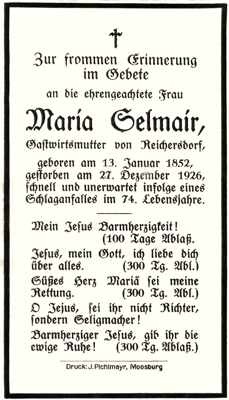 Zur frommen Erinnerung
im Gebete
an die ehrengeachtete Frau
Maria Selmair,
Gastwirtsmutter von Reichersdorf,
geboren am 13. Januar 1852,
gestorben am 27. Dezember 1926,
schnell und unerwartet infolge eines
Schlaganfalles im 74. Lebensjahre.
Mein Jesus Barmherzigkeit!
(100 Tage Ablaß.
Jesus, mein Gott, ich liebe dich
über alles. (300 Tg. Abl.)
Süßes Herz Mariä sei meine
Rettung. (300 Tg. Abl.)
O Jesus, sei ihr nicht Richter,
sondern Seligmacher!
Barmherziger Jesus, gib ihr die
ewige Ruhe! (300 Tg. Abl.)
Druck: J. Pichlmayr, Moosburg